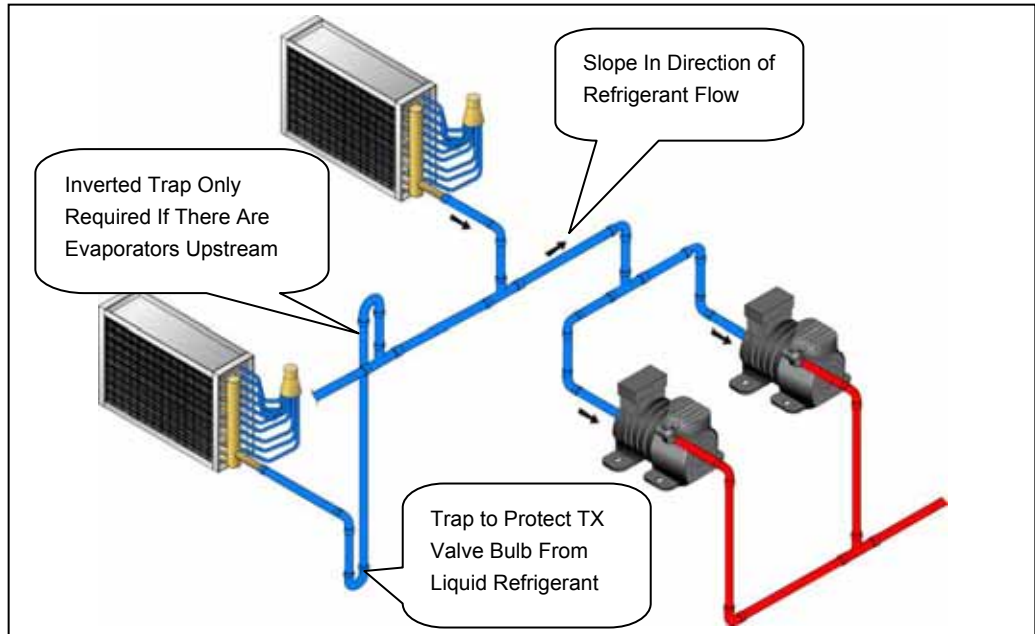 Slope In Direction of
Refrigerant Flow
Inverted Trap Only
Required If There Are
Evaporators Upstream
Trap to Protect TX
Valve Bulb From
Liquid Refrigerant